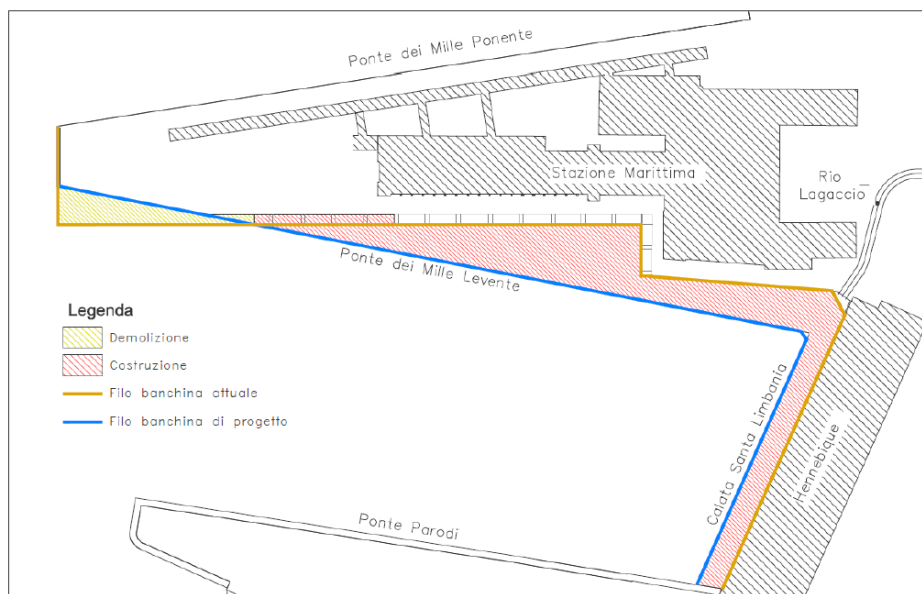 Ponte dei Mille Ponente
Stazione Marittima
Rio
Lagaccio
Ponte dei Mille Levente
Legenda
Demolizione
Costruzione
Filo banchina attuale
Filo banchina di progetto
Calata Santa Limbania
Hennebique
Ponte Parodi